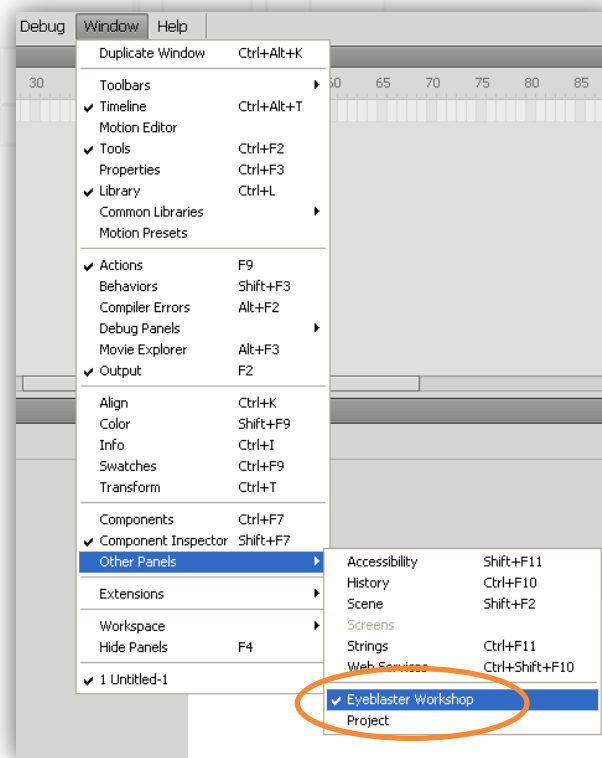 Debug Window Help
Duplicate Window Ctrl+Alt+K
30 60 65 70 75 80 85
Toolbars
Timeline Ctrl+Alt+T
Motion Editor
Tools Ctrl+F2
Properties Ctrl+F3
Library Ctrl+L
Common Libraries
Motion Presets
Actions F9
Behaviors Shift+F3
Compiler Errors Alt+F2
Debug Panels
Movie Explorer Alt+F3
Output F2
Align Ctrl+K
Color Shift+F9
Info Ctrl+I
Swatches Ctrl+F9
Transform Ctrl+T
Components Ctrl+F7
Component Inspector Shift+F7
Other Panels
Extensions
Workspace
Hide Panels F4
1 Untitled-1
Accessibility Shift+F11
History Ctrl+F10
Scene Shift+F2
Screens
Strings Ctrl+F11
Web Services Ctrl+Shift+F10
Eyeblaster Workshop
Project